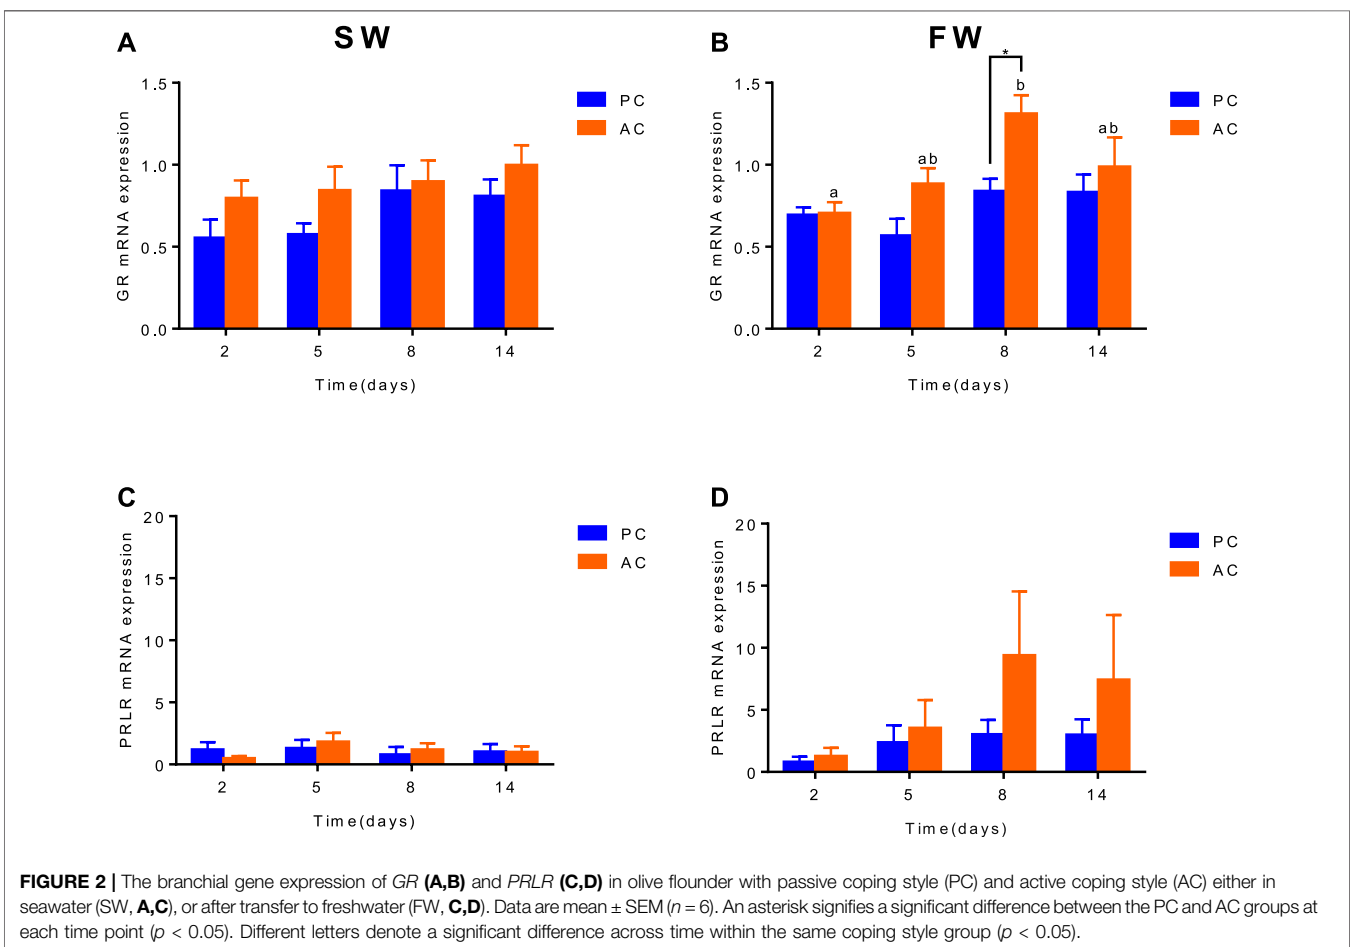 A
SW
1.5
1.0
0.5
0.0
GR mRNA expression
2 5 8 14
Time(days)
PC
AC
B
FW
*
1.5
1.0
0.5
0.0
GR mRNA expression
a
ab
b
ab
2 5 8 14
Time(days)
PC
AC
C
20
15
10
5
0
PRLR mRNA expression
2 5 8 14
Time(days)
PC
AC
D
20
15
10
5
0
PRLR mRNA expression
2 5 8 14
Time(days)
PC
AC
FIGURE 2 | The branchial gene expression of GR (A,B) and PRLR (C,D) in olive flounder with passive coping style (PC) and active coping style (AC) either in
seawater (SW, A,C), or after transfer to freshwater (FW, C,D). Data are mean ± SEM (n = 6). An asterisk signifies a significant difference between the PC and AC groups at
each time point (p < 0.05). Different letters denote a significant difference across time within the same coping style group (p < 0.05).